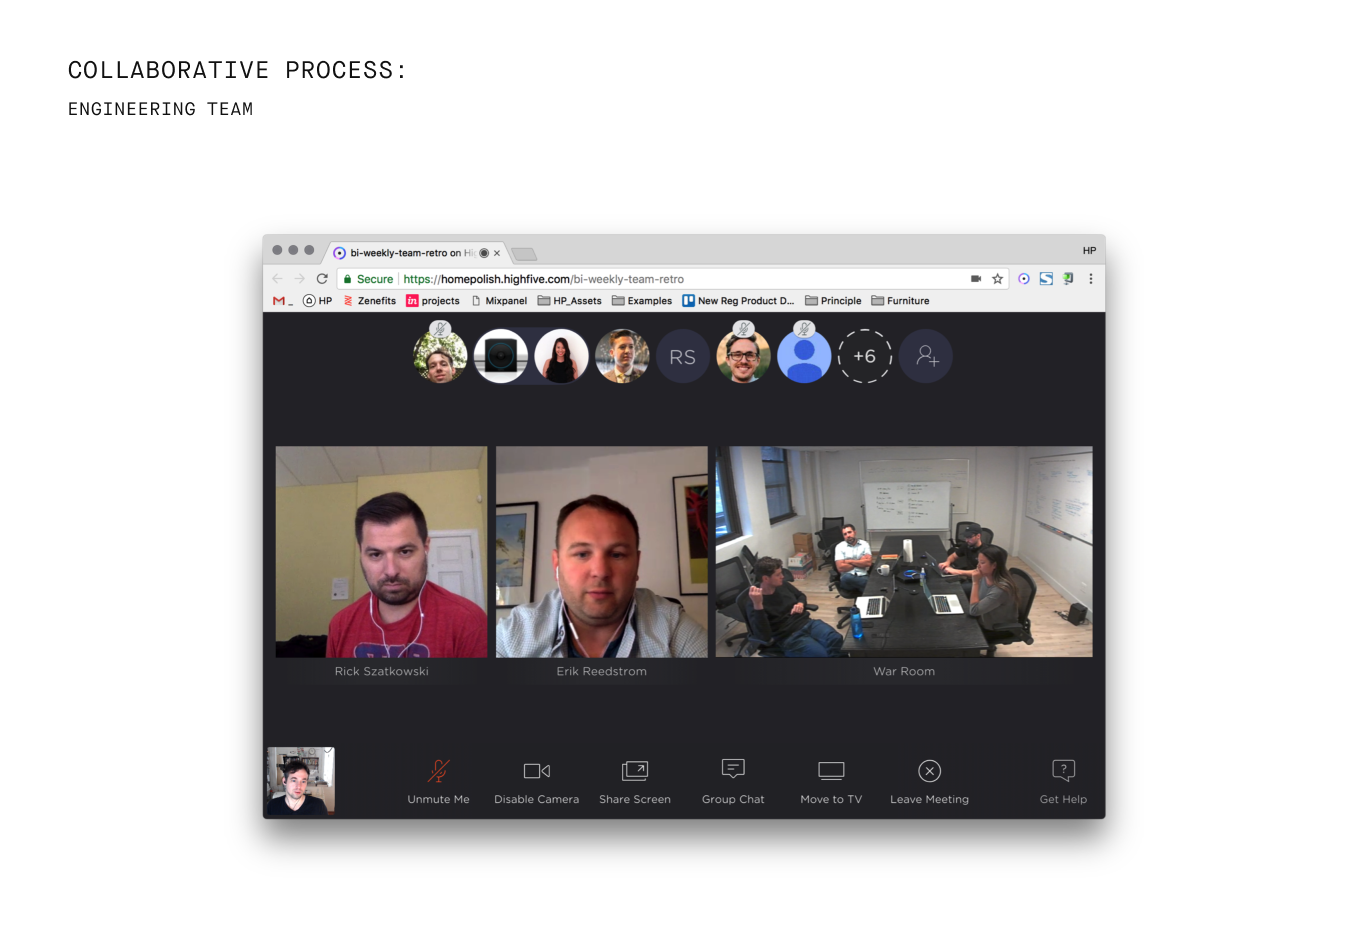 COLLABORATIVE PROCESS:
ENGINEERING TEAM
bi-weekly-team-retro on Hi
HP
Secure https://homepolish.highfive.com/bi-weekly-team-retro
HP Zenefits in projects Mixpanel HP_Assets Examples New Reg Product D... Principle Furniture
RS +6
Rick Szatkowski Erik Reedstrom War Room
Unmute Me Disable Camera Share Screen Group Chat Move to TV Leave Meeting Get Help